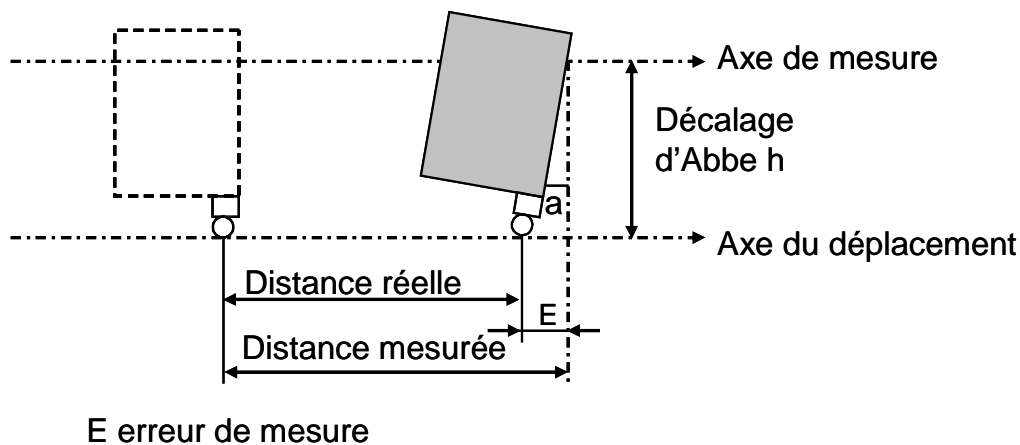 Axe de mesure
Décalage
d'Abbe h
a
Axe du déplacement
Distance réelle
E
Distance mesurée
E erreur de mesure